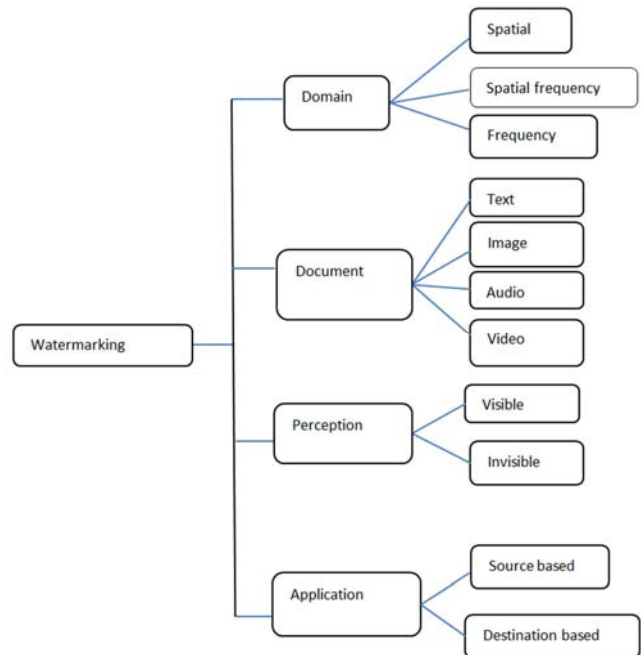 Spatial
Domain
Spatial frequency
Frequency
Text
Image
Document
Audio
Video
Watermarking
Visible
Perception
Invisible
Source based
Application
Destination based